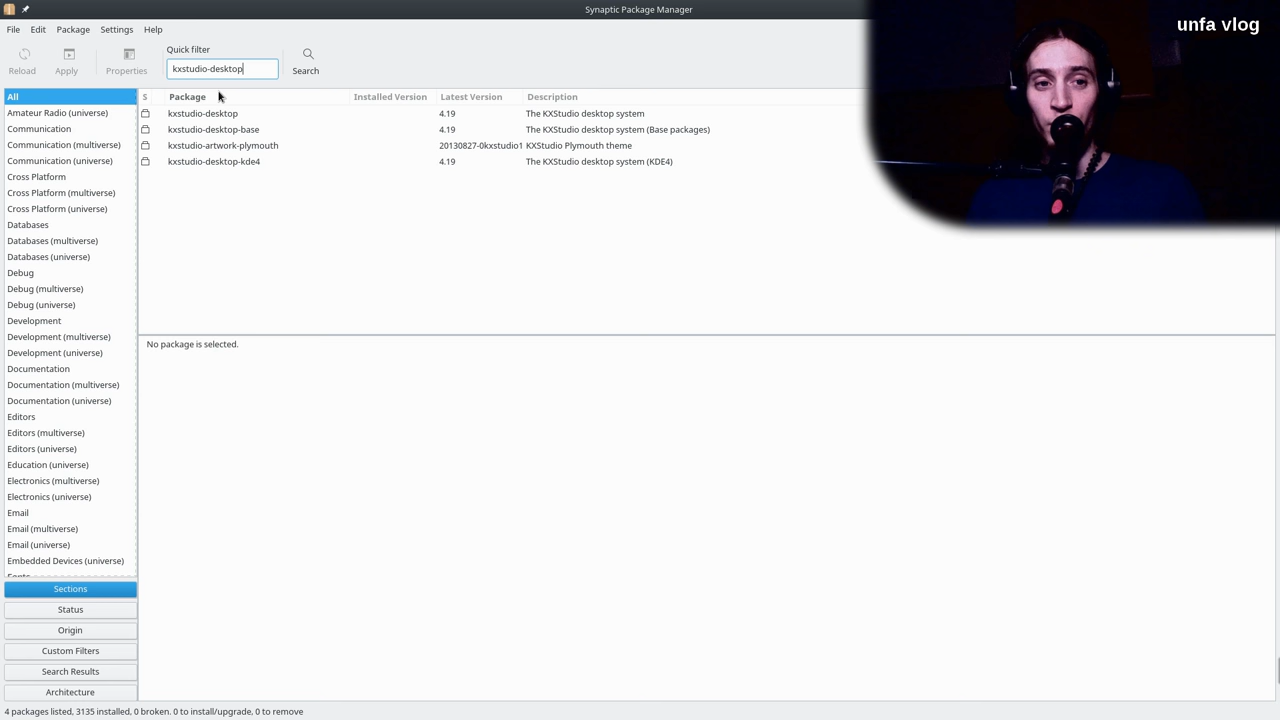 Synaptic Package Manager
unfa vlog
File Edit Package Settings Help
Quick filter
Reload Apply Properties kxstudio-desktop Search
All
Amateur Radio (universe)
Communication
Communication (multiverse)
Communication (universe)
Cross Platform
Cross Platform (multiverse)
Cross Platform (universe)
Databases
Databases (multiverse)
Databases (universe)
Debug
Debug (multiverse)
Debug (universe)
Development
Development (multiverse)
Development (universe)
Documentation
Documentation (multiverse)
Documentation (universe)
Editors
Editors (multiverse)
Editors (universe)
Education (universe)
Electronics (multiverse)
Electronics (universe)
Email
Email (multiverse)
Email (universe)
Embedded Devices (universe)
Sections
Status
Origin
Custom Filters
Search Results
Architecture
S Package Installed Version Latest Version Description
kxstudio-desktop 4.19 The KXStudio desktop system
kxstudio-desktop-base 4.19 The KXStudio desktop system (Base packages)
kxstudio-artwork-plymouth 20130827-0kxstudio1 KXStudio Plymouth theme
kxstudio-desktop-kde4 4.19 The KXStudio desktop system (KDE4)
No package is selected.
4 packages listed, 3135 installed, 0 broken. 0 to install/upgrade, 0 to remove